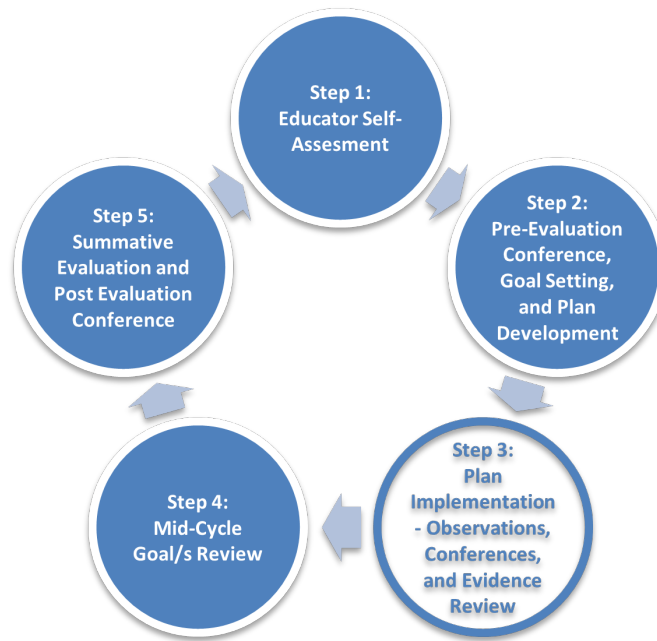 Step 1:
Educator Self-
Assesment
Step 2:
Pre-Evaluation
Conference,
Goal Setting,
and Plan
Development
Step 3:
Plan
Implementation
- Observations,
Conferences,
and Evidence
Review
Step 4:
Mid-Cycle
Goal/s Review
Step 5:
Summative
Evaluation and
Post Evaluation
Conference